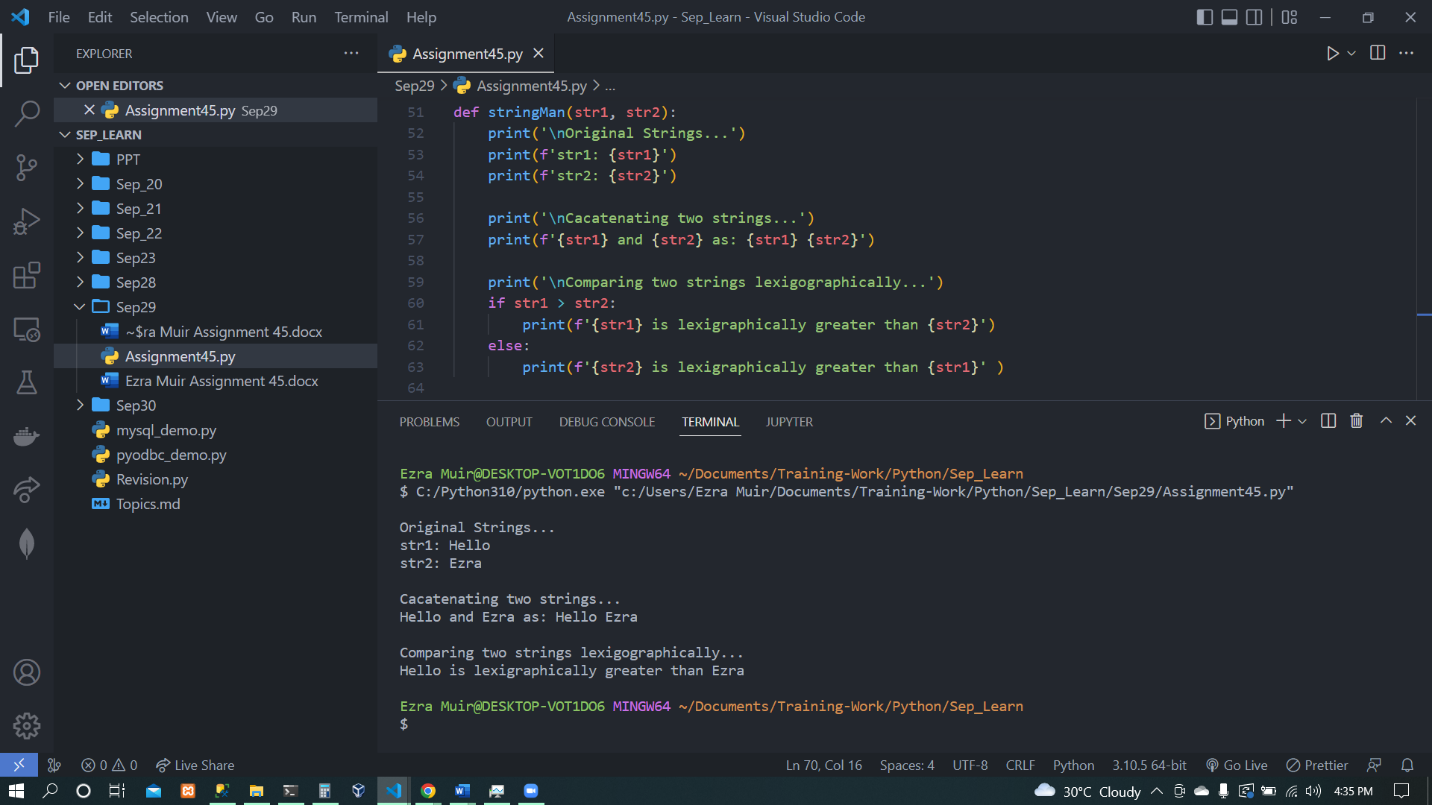 File Edit Selection View Go Run Terminal Help Assignment45.py - Sep_Learn - Visual Studio Code
EXPLORER
OPEN EDITORS
Assignment45.py Sep29
SEP_LEARN
PPT
Sep_20
Sep_21
Sep_22
Sep23
Sep28
Sep29
~$ra Muir Assignment 45.docx
Assignment45.py
Ezra Muir Assignment 45.docx
Sep30
mysql_demo.py
pyodbc_demo.py
Revision.py
Topics.md
Assignment45.py
Sep29 > Assignment45.py > ...
51 def stringMan(str1, str2):
52 print('\nOriginal Strings...')
53 print(f'str1: {str1}')
54 print(f'str2: {str2}')
55
56 print('\nCacatenating two strings...')
57 print(f'{str1} and {str2} as: {str1} {str2}')
58
59 print('\nComparing two strings lexigographically...')
60 if str1 > str2:
61 print(f'{str1} is lexigraphically greater than {str2}')
62 else:
63 print(f'{str2} is lexigraphically greater than {str1}' )
64
PROBLEMS OUTPUT DEBUG CONSOLE TERMINAL JUPYTER Python
Ezra Muir@DESKTOP-VOT1DO6 MINGW64 ~/Documents/Training-Work/Python/Sep_Learn
$ C:/Python310/python.exe "c:/Users/Ezra Muir/Documents/Training-Work/Python/Sep_Learn/Sep29/Assignment45.py"
Original Strings...
str1: Hello
str2: Ezra
Cacatenating two strings...
Hello and Ezra as: Hello Ezra
Comparing two strings lexigographically...
Hello is lexigraphically greater than Ezra
Ezra Muir@DESKTOP-VOT1DO6 MINGW64 ~/Documents/Training-Work/Python/Sep_Learn
$
0 0 Live Share Ln 70, Col 16 Spaces: 4 UTF-8 CRLF Python 3.10.5 64-bit Go Live Prettier
30°C Cloudy 4:35 PM